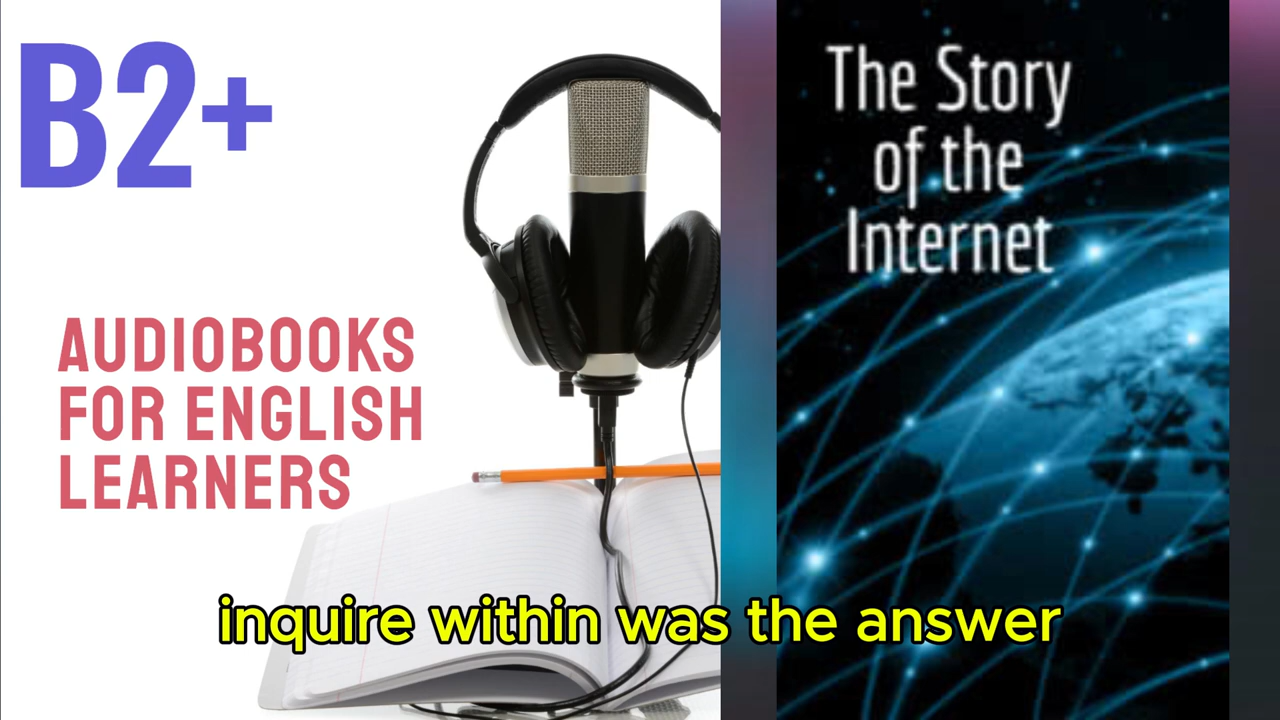 B2+
AUDIOBOOKS
FOR ENGLISH
LEARNERS
The Story
of the
Internet
inquire within was the answer